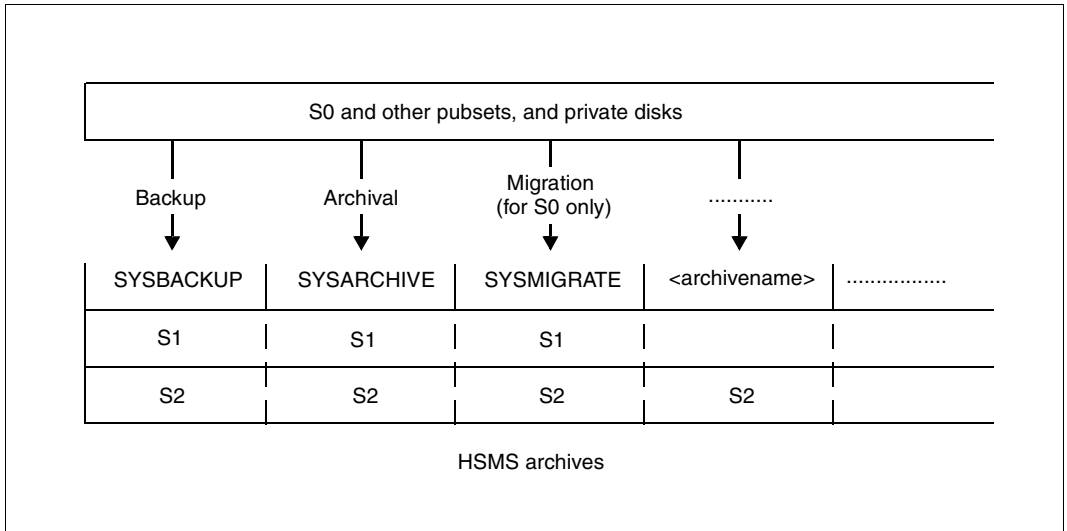 S0 and other pubsets, and private disks
Backup
Archival
Migration
(for S0 only)
...........
SYSBACKUP SYSARCHIVE SYSMIGRATE <archivename> .................
S1 S1 S1
S2 S2 S2 S2
HSMS archives